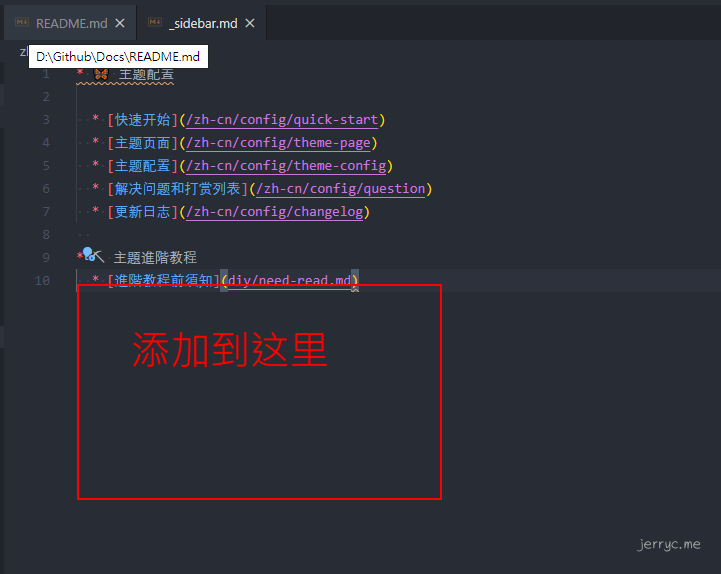 README.md
_sidebar.md
D:\Github\Docs\README.md
1 * 主题配置
2
3 * [快速开始](/zh-cn/config/quick-start)
4 * [主题页面](/zh-cn/config/theme-page)
5 * [主题配置](/zh-cn/config/theme-config)
6 * [解决问题和打赏列表](/zh-cn/config/question)
7 * [更新日志](/zh-cn/config/changelog)
8
9 * 主題進階教程
10 * [進階教程前須知](diy/need-read.md)
添加到这里
jerryc.me